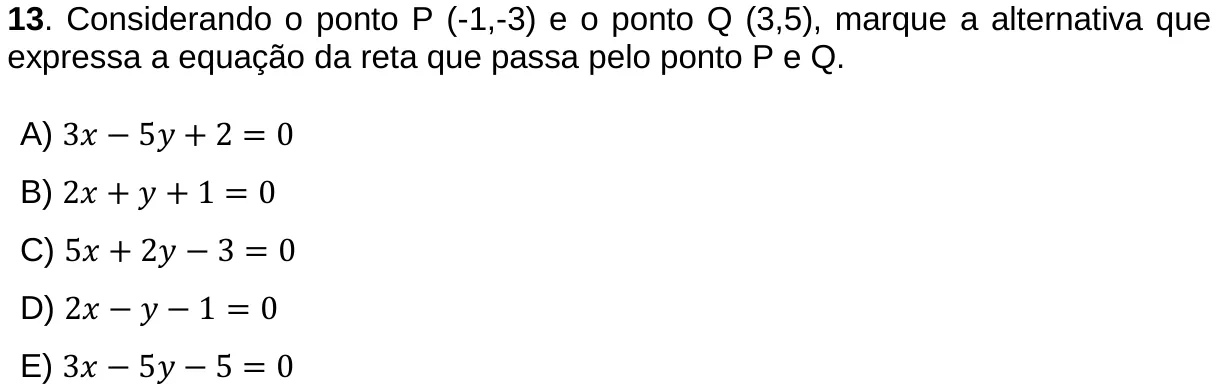 13. Considerando o ponto P (-1,-3) e o ponto Q (3,5), marque a alternativa que
expressa a equação da reta que passa pelo ponto P e Q.
A) 3x − 5y + 2 = 0
B) 2x + y + 1 = 0
C) 5x + 2y − 3 = 0
D) 2x − y − 1 = 0
E) 3x − 5y − 5 = 0